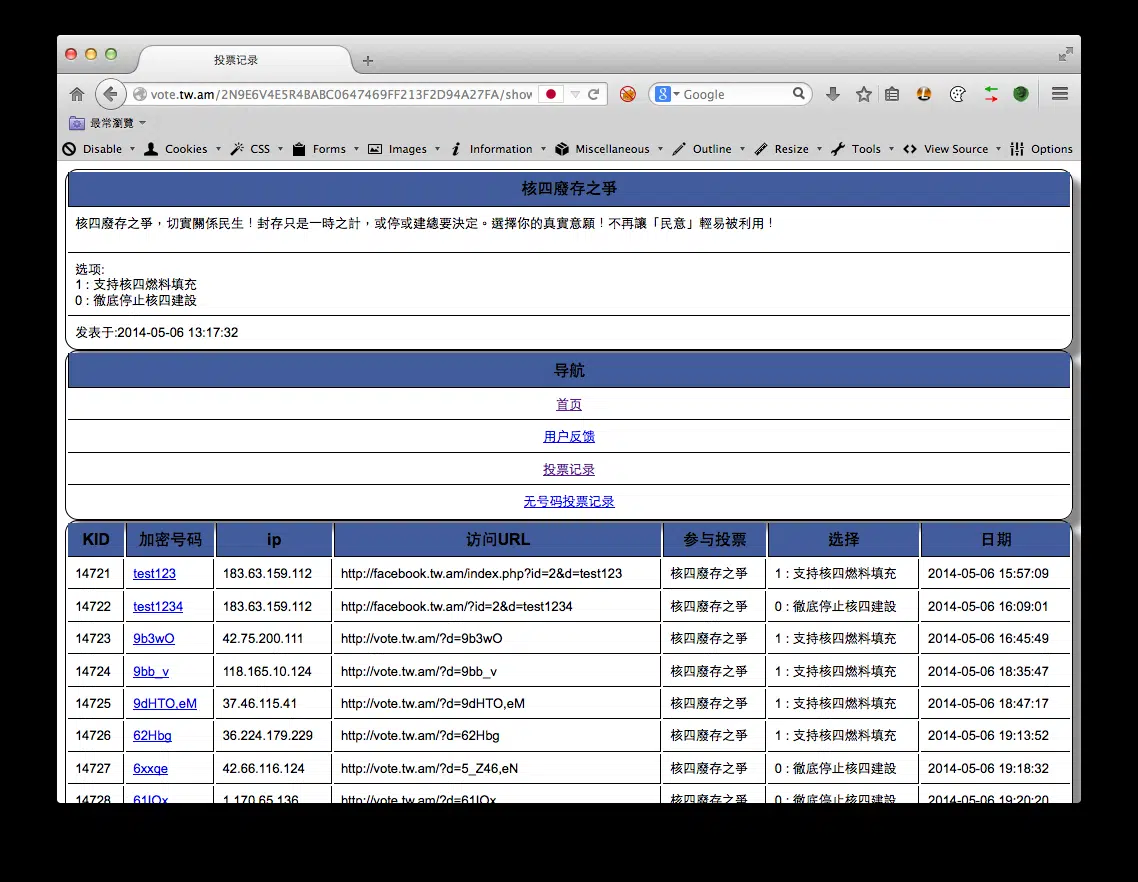 投票记录
vote.tw.am/2N9E6V4E5R4BABC0647469FF213F2D94A27FA/show
Google
最常瀏覽
Disable Cookies CSS Forms Images Information Miscellaneous Outline Resize Tools View Source Options
核四廢存之爭
核四廢存之爭，切實關係民生！封存只是一時之計，或停或建總要決定。選擇你的真實意願！不再讓「民意」輕易被利用！
选项:
1 : 支持核四燃料填充
0 : 徹底停止核四建設
发表于:2014-05-06 13:17:32
导航
首页
用户反馈
投票记录
无号码投票记录
KID 加密号码 ip 访问URL 参与投票 选择 日期
14721 test123 183.63.159.112 http://facebook.tw.am/index.php?id=2&d=test123 核四廢存之爭 1 : 支持核四燃料填充 2014-05-06 15:57:09
14722 test1234 183.63.159.112 http://facebook.tw.am/?id=2&d=test1234 核四廢存之爭 0 : 徹底停止核四建設 2014-05-06 16:09:01
14723 9b3wO 42.75.200.111 http://vote.tw.am/?d=9b3wO 核四廢存之爭 1 : 支持核四燃料填充 2014-05-06 16:45:49
14724 9bb_v 118.165.10.124 http://vote.tw.am/?d=9bb_v 核四廢存之爭 1 : 支持核四燃料填充 2014-05-06 18:35:47
14725 9dHTO,eM 37.46.115.41 http://vote.tw.am/?d=9dHTO,eM 核四廢存之爭 1 : 支持核四燃料填充 2014-05-06 18:47:17
14726 62Hbg 36.224.179.229 http://vote.tw.am/?d=62Hbg 核四廢存之爭 1 : 支持核四燃料填充 2014-05-06 19:13:52
14727 6xxqe 42.66.116.124 http://vote.tw.am/?d=5_Z46,eN 核四廢存之爭 0 : 徹底停止核四建設 2014-05-06 19:18:32
14728 61IOx 1.170.65.136 http://vote.tw.am/?d=61IOx 核四廢存之爭 0 : 徹底停止核四建設 2014-05-06 19:20:20